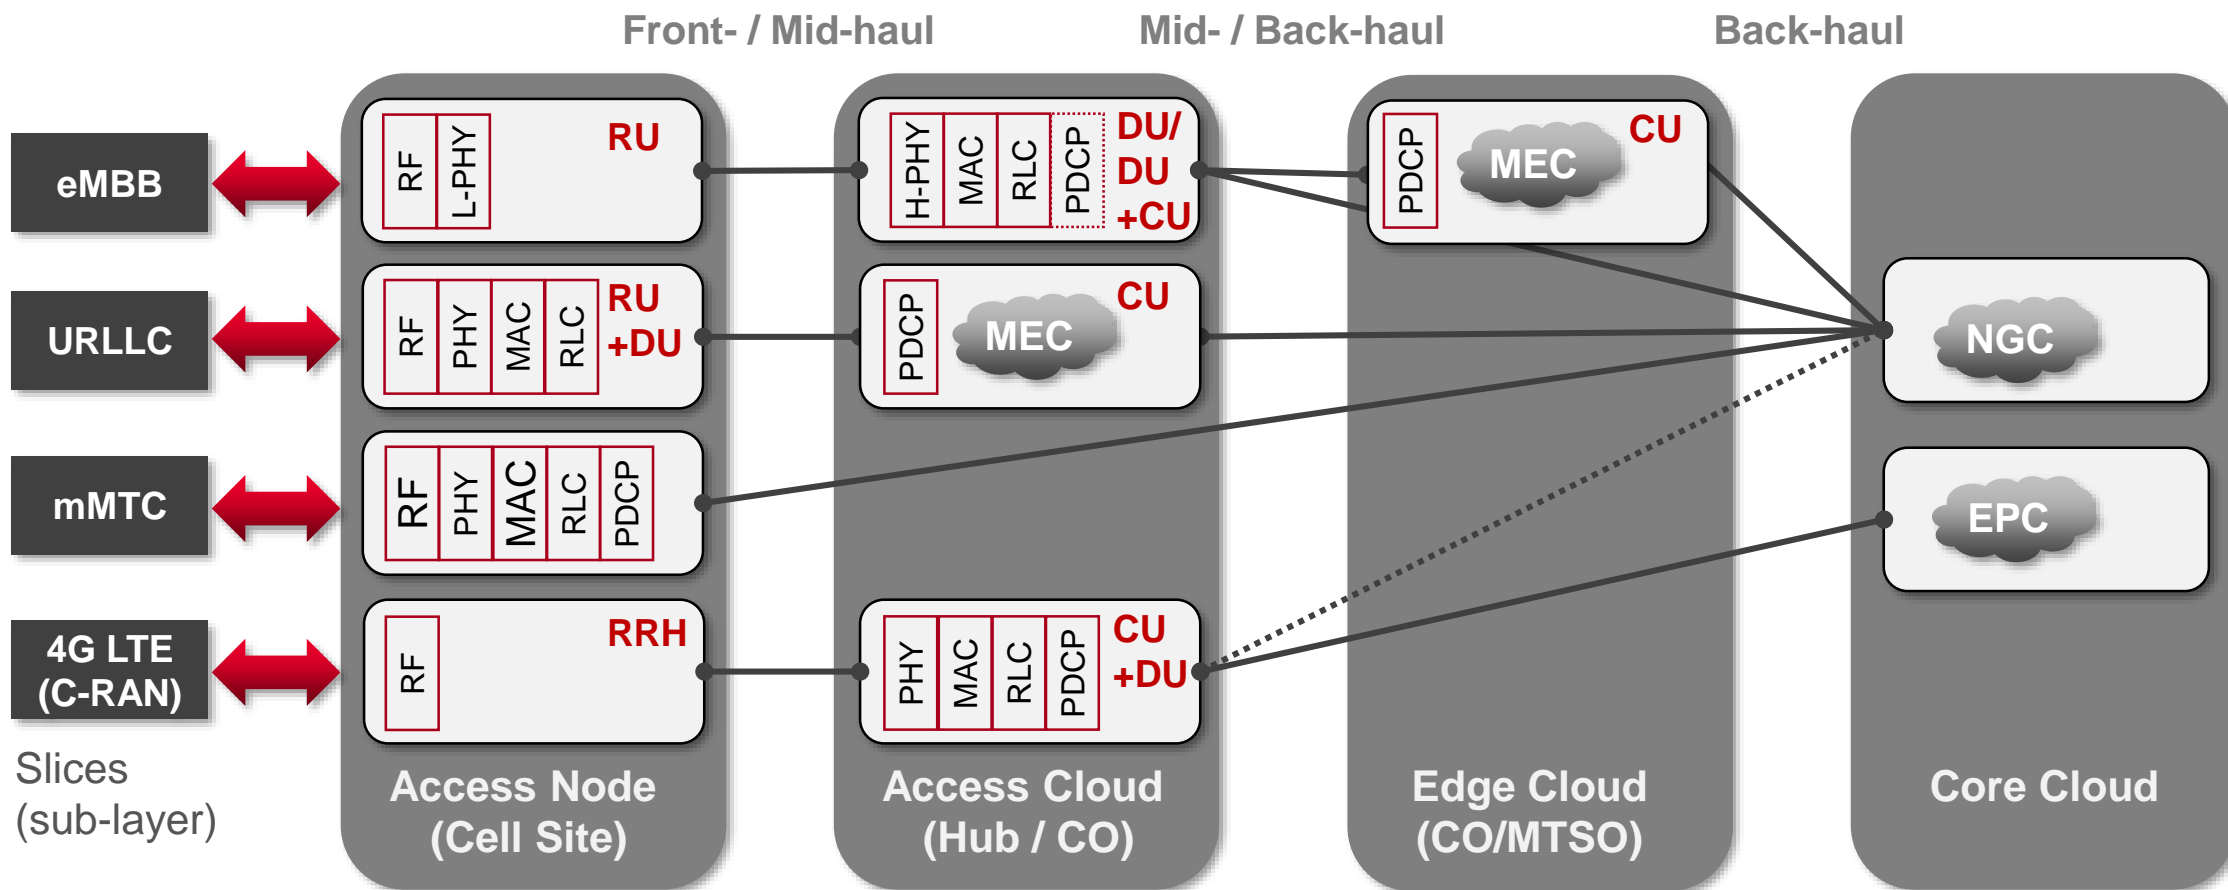 Front- / Mid-haul
Mid- / Back-haul
Back-haul
eMBB
RF
L-PHY
RU
H-PHY
MAC
RLC
PDCP
DU/
DU
+CU
PDCP
MEC
CU
URLLC
RF
PHY
MAC
RLC
RU
+DU
PDCP
MEC
CU
NGC
mMTC
RF
PHY
MAC
RLC
PDCP
EPC
4G LTE
(C-RAN)
RF
RRH
PHY
MAC
RLC
PDCP
CU
+DU
Slices
(sub-layer)
Access Node
(Cell Site)
Access Cloud
(Hub / CO)
Edge Cloud
(CO/MTSO)
Core Cloud